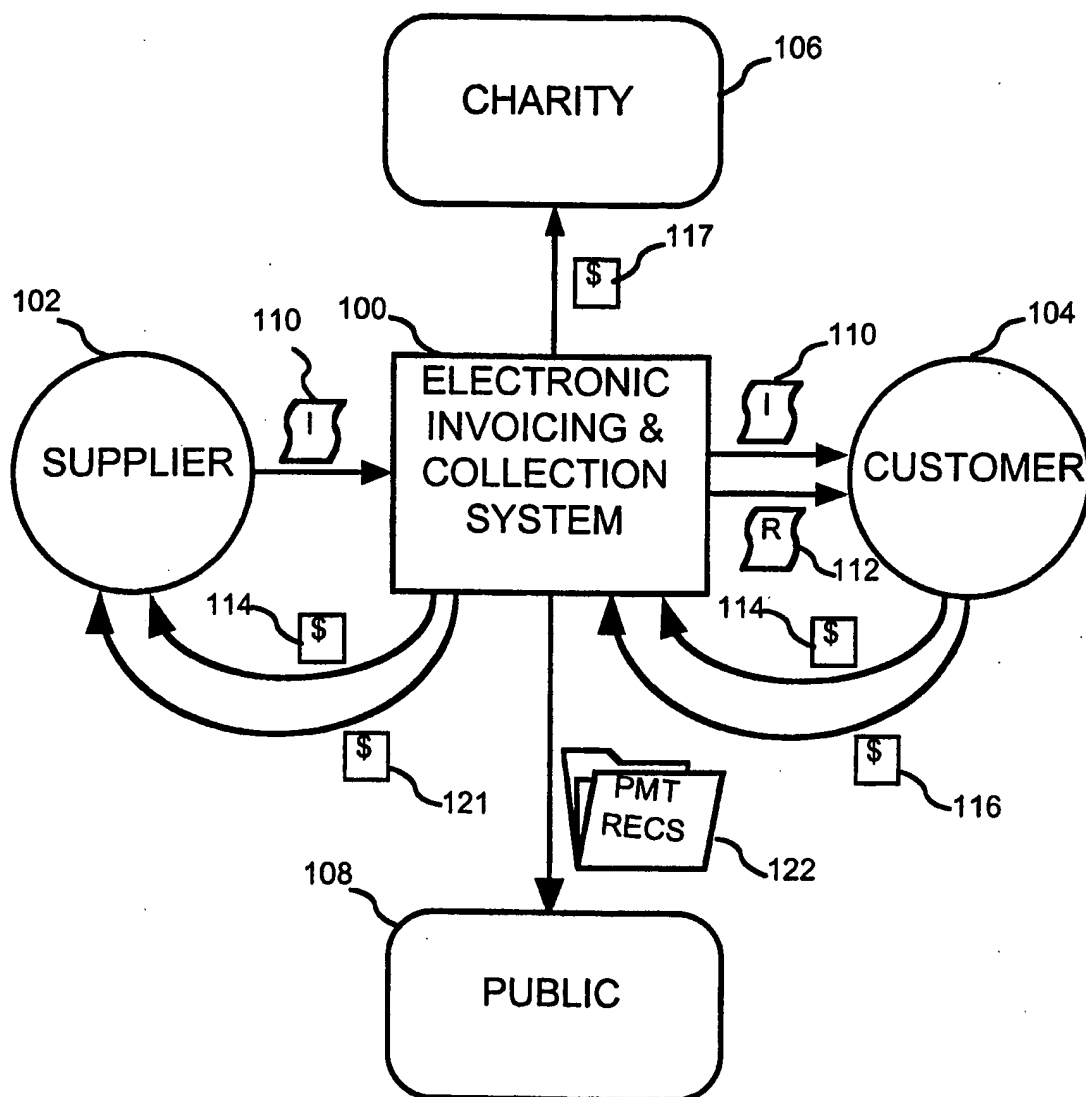 106
CHARITY
117
$
102
110
100
110
104
I
ELECTRONIC
INVOICING &
COLLECTION
SYSTEM
I
SUPPLIER
CUSTOMER
R
112
114
$
114
$
$
121
$
116
PMT
RECS
122
108
PUBLIC